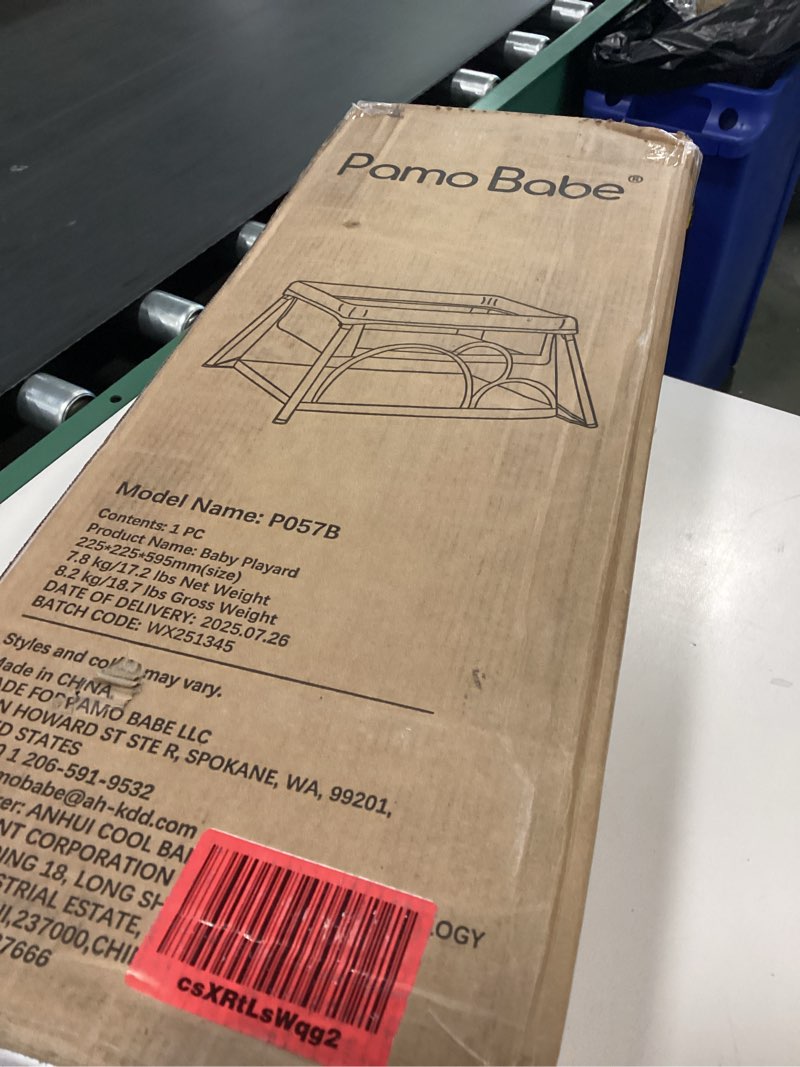 Pamo Babe®
Model Name: P057B
Contents: 1 PC
Product Name: Baby Playard
225*225*595mm(size)
7.8 kg/17.2 lbs Net Weight
8.2 kg/18.7 lbs Gross Weight
DATE OF DELIVERY: 2025.07.26
BATCH CODE: WX251345
Styles and may vary.
Made in CHINA
ADE FOR PAMO BABE LLC
N HOWARD ST STE R, SPOKANE, WA, 99201,
D STATES
1 206-591-9532
mobabe@ah-kdd.com
rer: ANHUI COOL BA
NT CORPORATION
ING 18, LONG SH LOGY
STRIAL ESTATE,
I,237000,CHI
7666
csXRtLsWqg2